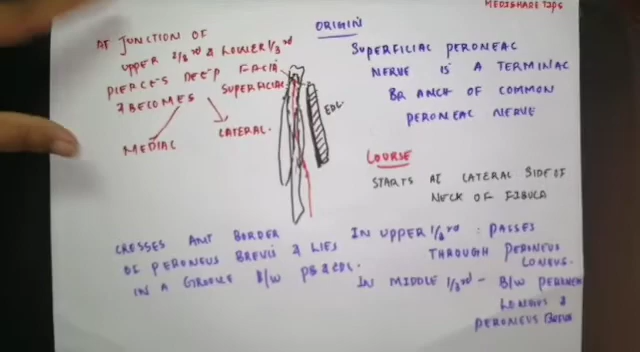 MEDISHARE TIPS
ORIGIN
SUPERFICIAL PERONEAL
NERVE IS A TERMINAL
BRANCH OF COMMON
PERONEAL NERVE
COURSE
STARTS AT LATERAL SIDE OF
NECK OF FIBULA
IN UPPER 1/3rd : PASSES
THROUGH PERONEUS
LONGUS.
IN MIDDLE 1/3rd - B/W PERONEU
LONGUS &
PERONEUS BREVIS
CROSSES ANT BORDER
OF PERONEUS BREVIS & LIES
IN A GROOVE B/W PB & EDL.
AT JUNCTION OF
UPPER 2/3rd & LOWER 1/3rd
PIERCES DEEP FACIA
& BECOMES SUPERFICIAL
MEDIAL
LATERAL.
EDL